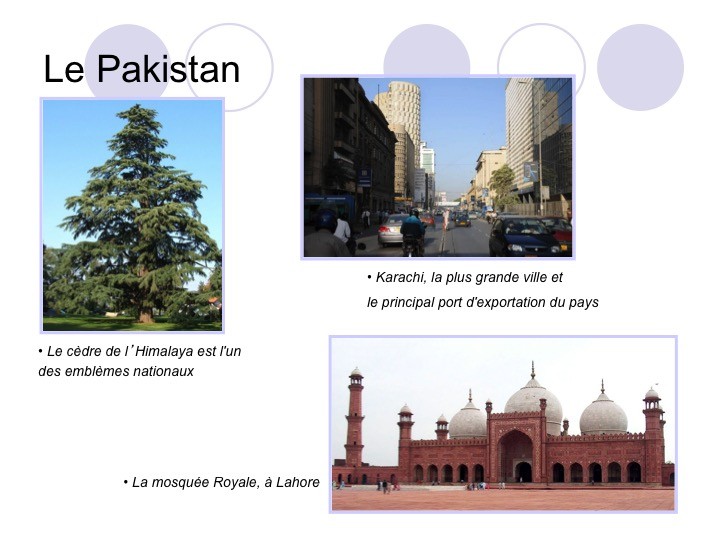 Le Pakistan
• Karachi, la plus grande ville et
le principal port d'exportation du pays
• Le cèdre de l’Himalaya est l'un
des emblèmes nationaux
• La mosquée Royale, à Lahore